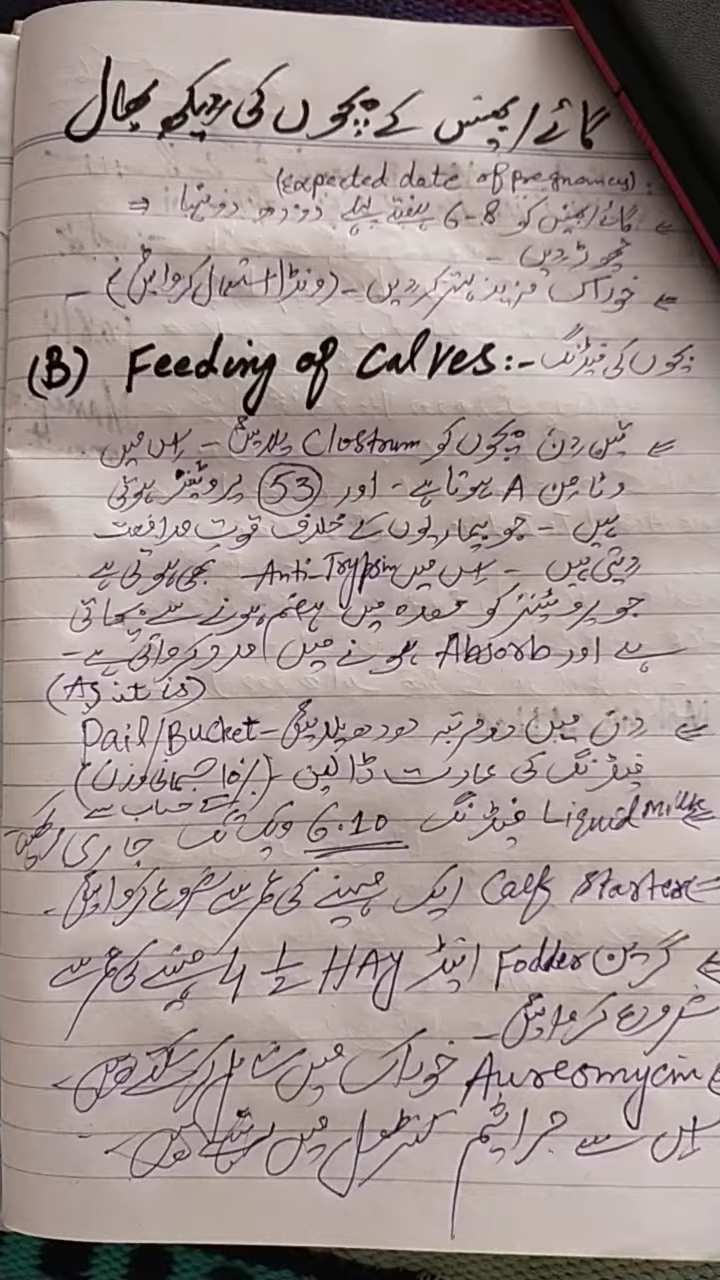 گائے/بھینس کے بچوں کی دیکھ بھال
(expected date of pregnancy).
گائے/بھینس کو 8-6 ہفتے پہلے دودھ دوہنا ⇒
چھوڑ دیں -
⇐ خوراک مزید بہتر کر دیں - (ونڈا استعمال کروائیں) -
(B) Feeding of Calves:- بچوں کی فیڈنگ
⇐ تین دن بچوں کو Clostrum پلائیں - اس میں
وٹامن A ہوتا ہے - اور (53) پروٹینز ہوتی
ہیں - جو بیماریوں کے خلاف قوت مدافعت
دیتی ہیں - اس میں Anti-Trypsin بھی ہوتی ہے
جو پروٹینز کو معدہ میں ہضم ہونے سے بچاتی
ہے اور Absorb ہونے میں مدد کرواتی ہے -
(As it is)
⇐ دن میں دو مرتبہ دودھ پلائیں - Pail/Bucket
فیڈنگ کی عادت ڈالیں - (10% جسمانی وزن
کے حساب سے)
⇐ Liquid Milk فیڈنگ 6.10 ویک تک جاری رکھیں
⇐ Calf Starter ایک مہینے کی عمر سے شروع کروائیں -
⇐ گرین Fodder اینڈ HAY 4 1/2 مہینے کی عمر سے
شروع کروائیں -
⇐ Aureomycin خوراک میں شامل کر سکتے ہیں -
اس سے جراثیم کنٹرول میں رہتے ہیں -